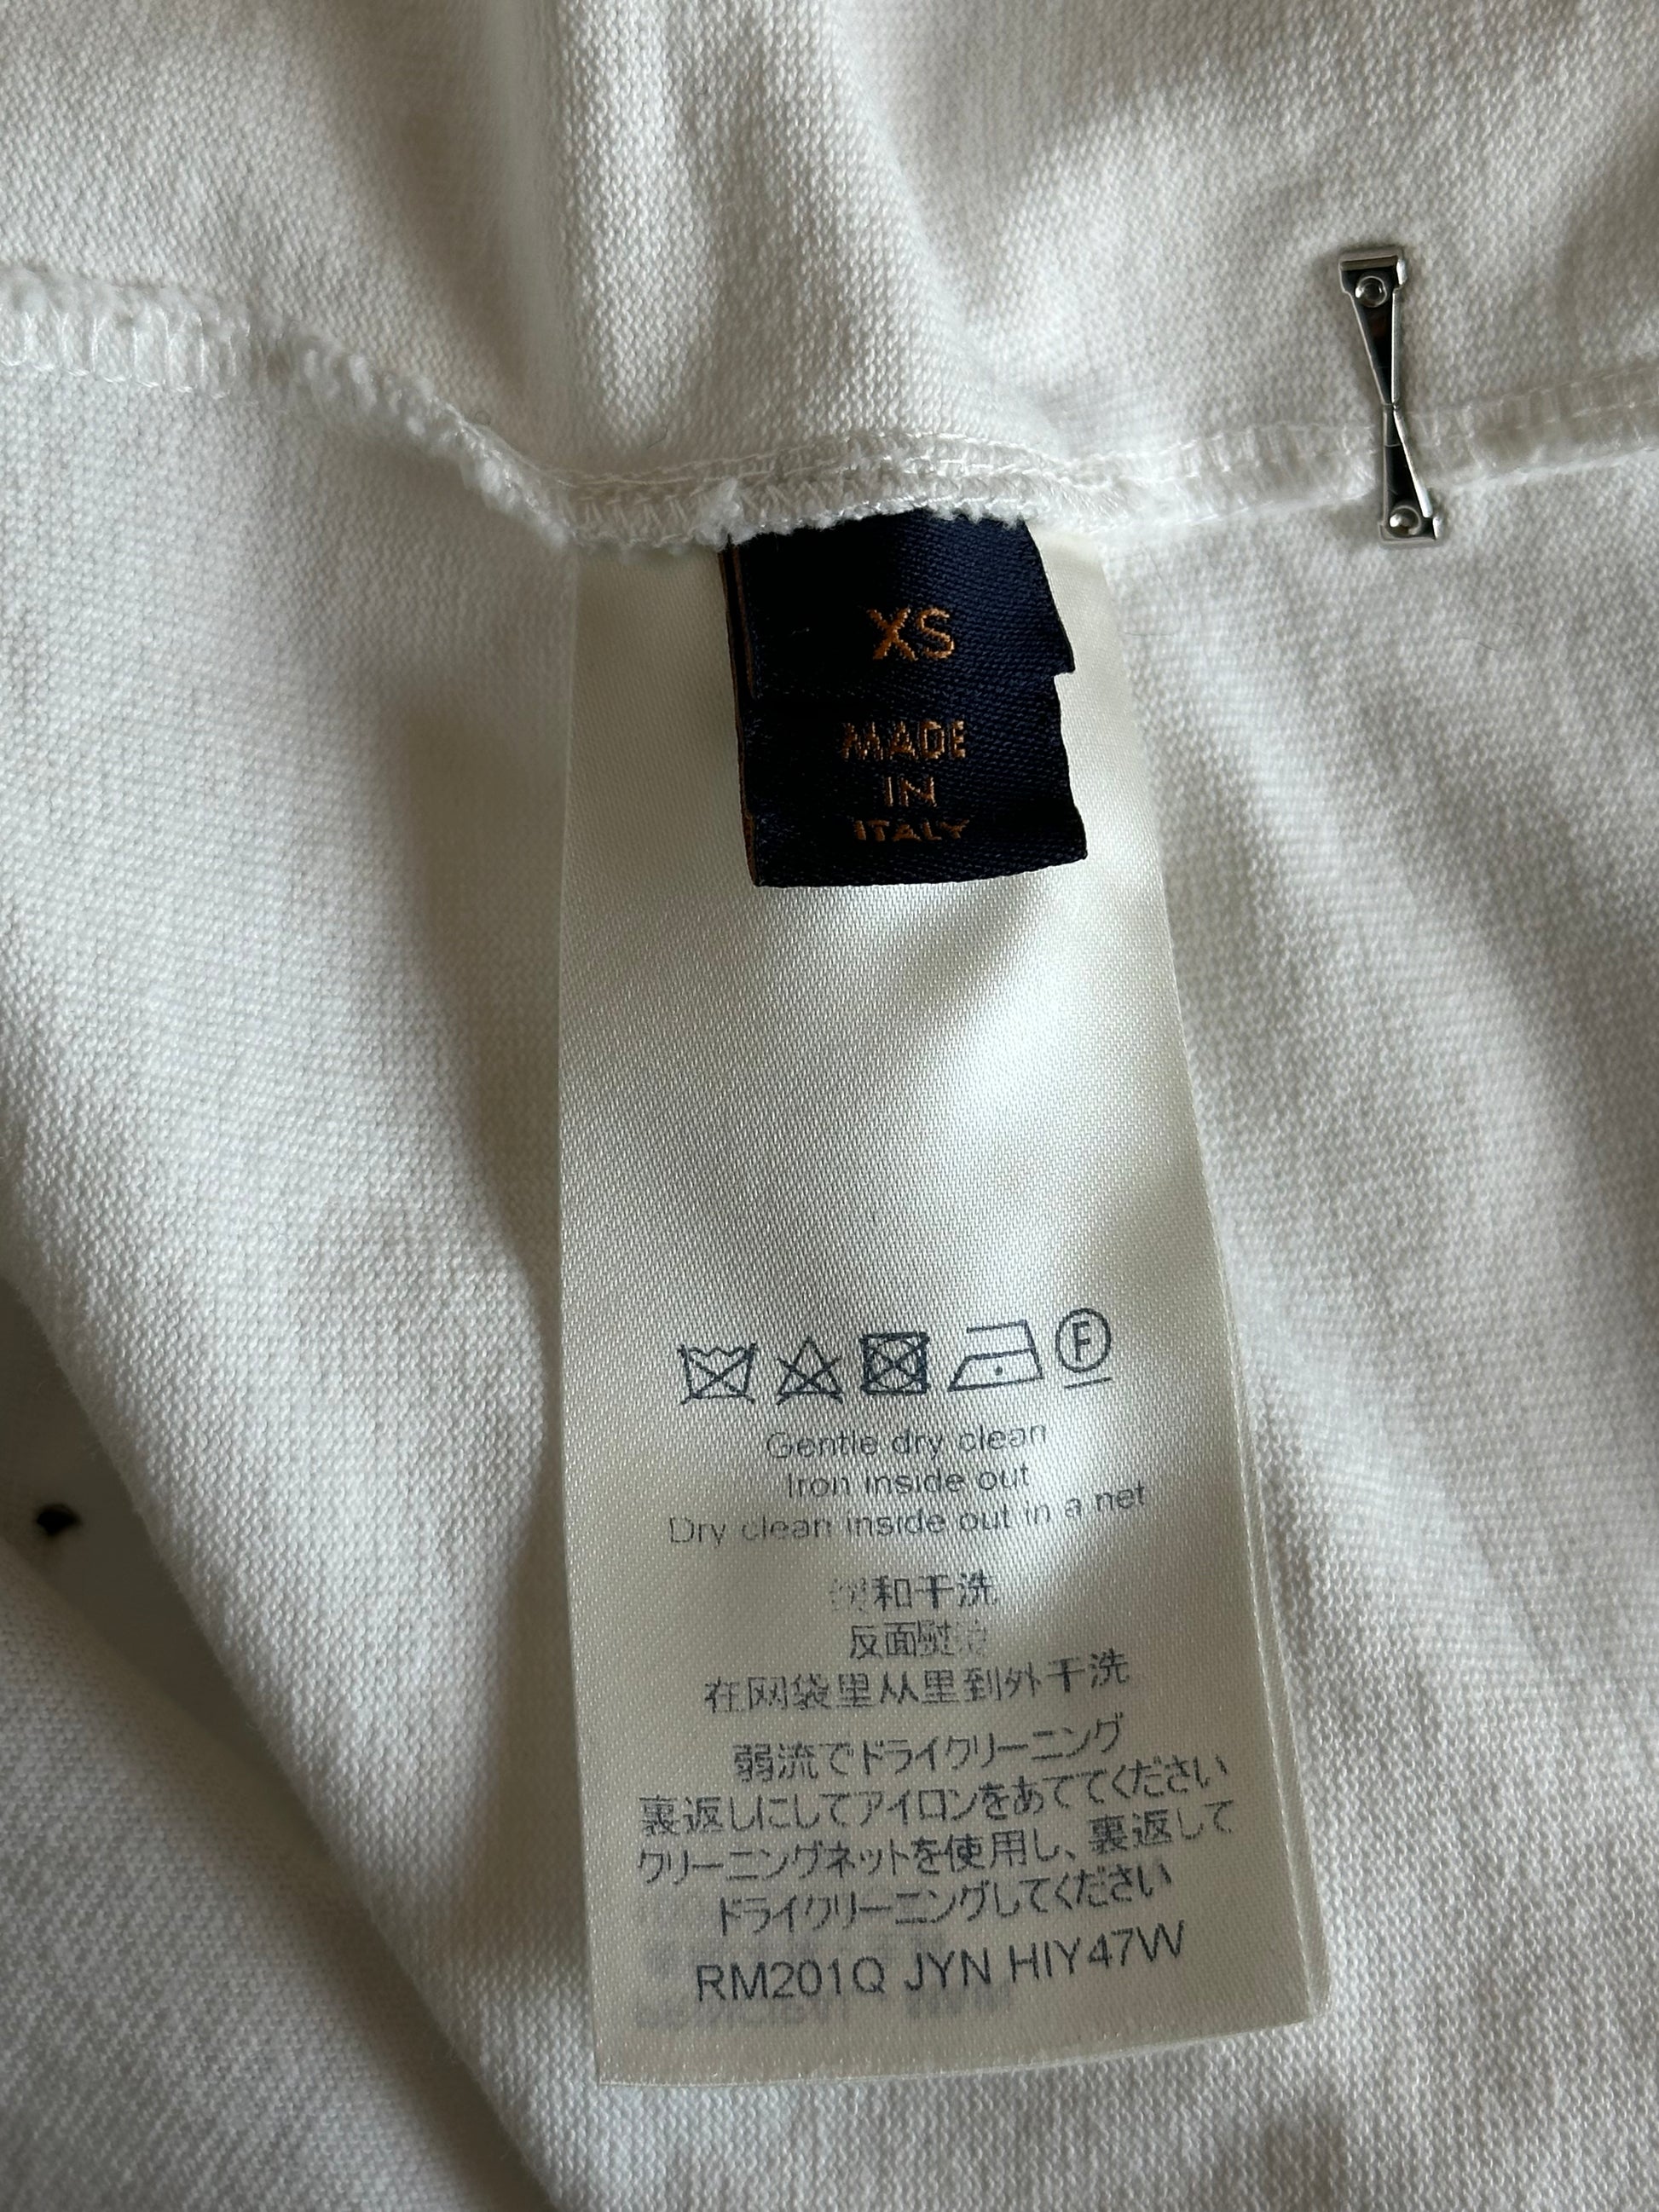 XS
MADE
IN
ITALY
F
Gentle dry clean
Iron inside out
Dry clean inside out in a net
缓和干洗
反面熨烫
在网袋里从里到外干洗
弱流でドライクリーニング
裏返しにしてアイロンをあててください
クリーニングネットを使用し、裏返して
ドライクリーニングしてください
RM201Q JYN HIY47W